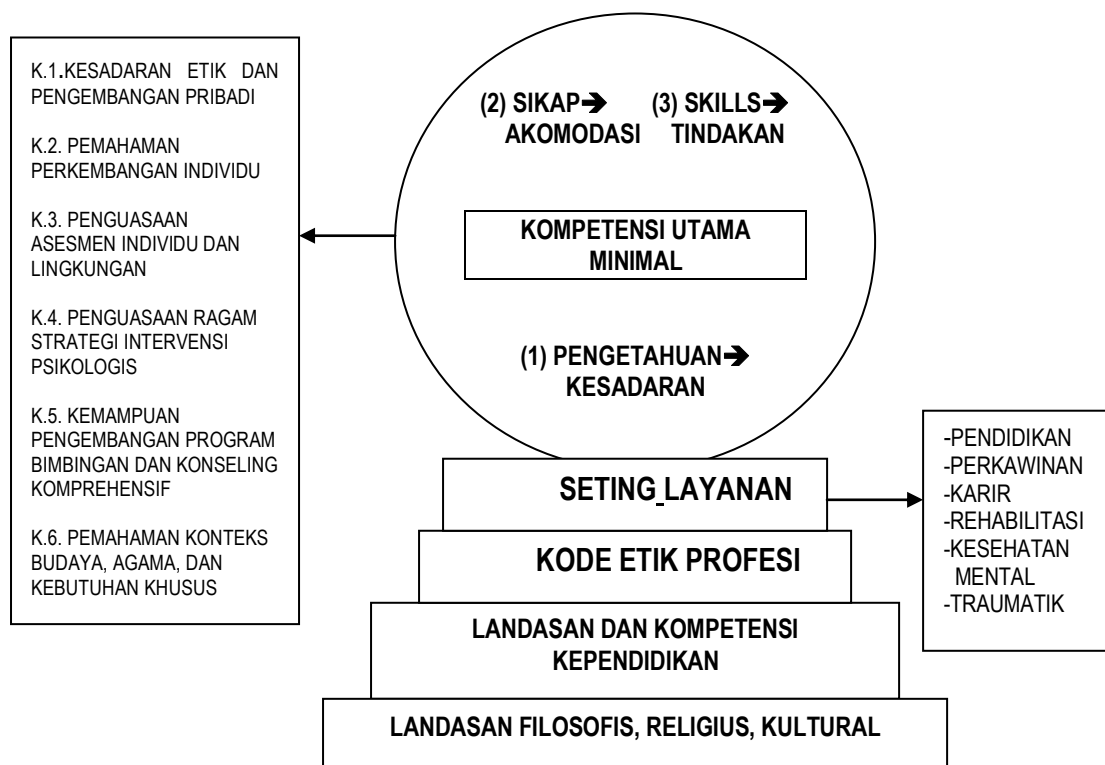 K.1.KESADARAN ETIK DAN
PENGEMBANGAN PRIBADI
K.2. PEMAHAMAN
PERKEMBANGAN INDIVIDU
K.3. PENGUASAAN
ASESMEN INDIVIDU DAN
LINGKUNGAN
K.4. PENGUASAAN RAGAM
STRATEGI INTERVENSI
PSIKOLOGIS
K.5. KEMAMPUAN
PENGEMBANGAN PROGRAM
BIMBINGAN DAN KONSELING
KOMPREHENSIF
K.6. PEMAHAMAN KONTEKS
BUDAYA, AGAMA, DAN
KEBUTUHAN KHUSUS
(2) SIKAP➔
AKOMODASI
(3) SKILLS➔
TINDAKAN
KOMPETENSI UTAMA
MINIMAL
(1) PENGETAHUAN➔
KESADARAN
SETING LAYANAN
KODE ETIK PROFESI
LANDASAN DAN KOMPETENSI
KEPENDIDIKAN
LANDASAN FILOSOFIS, RELIGIUS, KULTURAL
-PENDIDIKAN
-PERKAWINAN
-KARIR
-REHABILITASI
-KESEHATAN
MENTAL
-TRAUMATIK